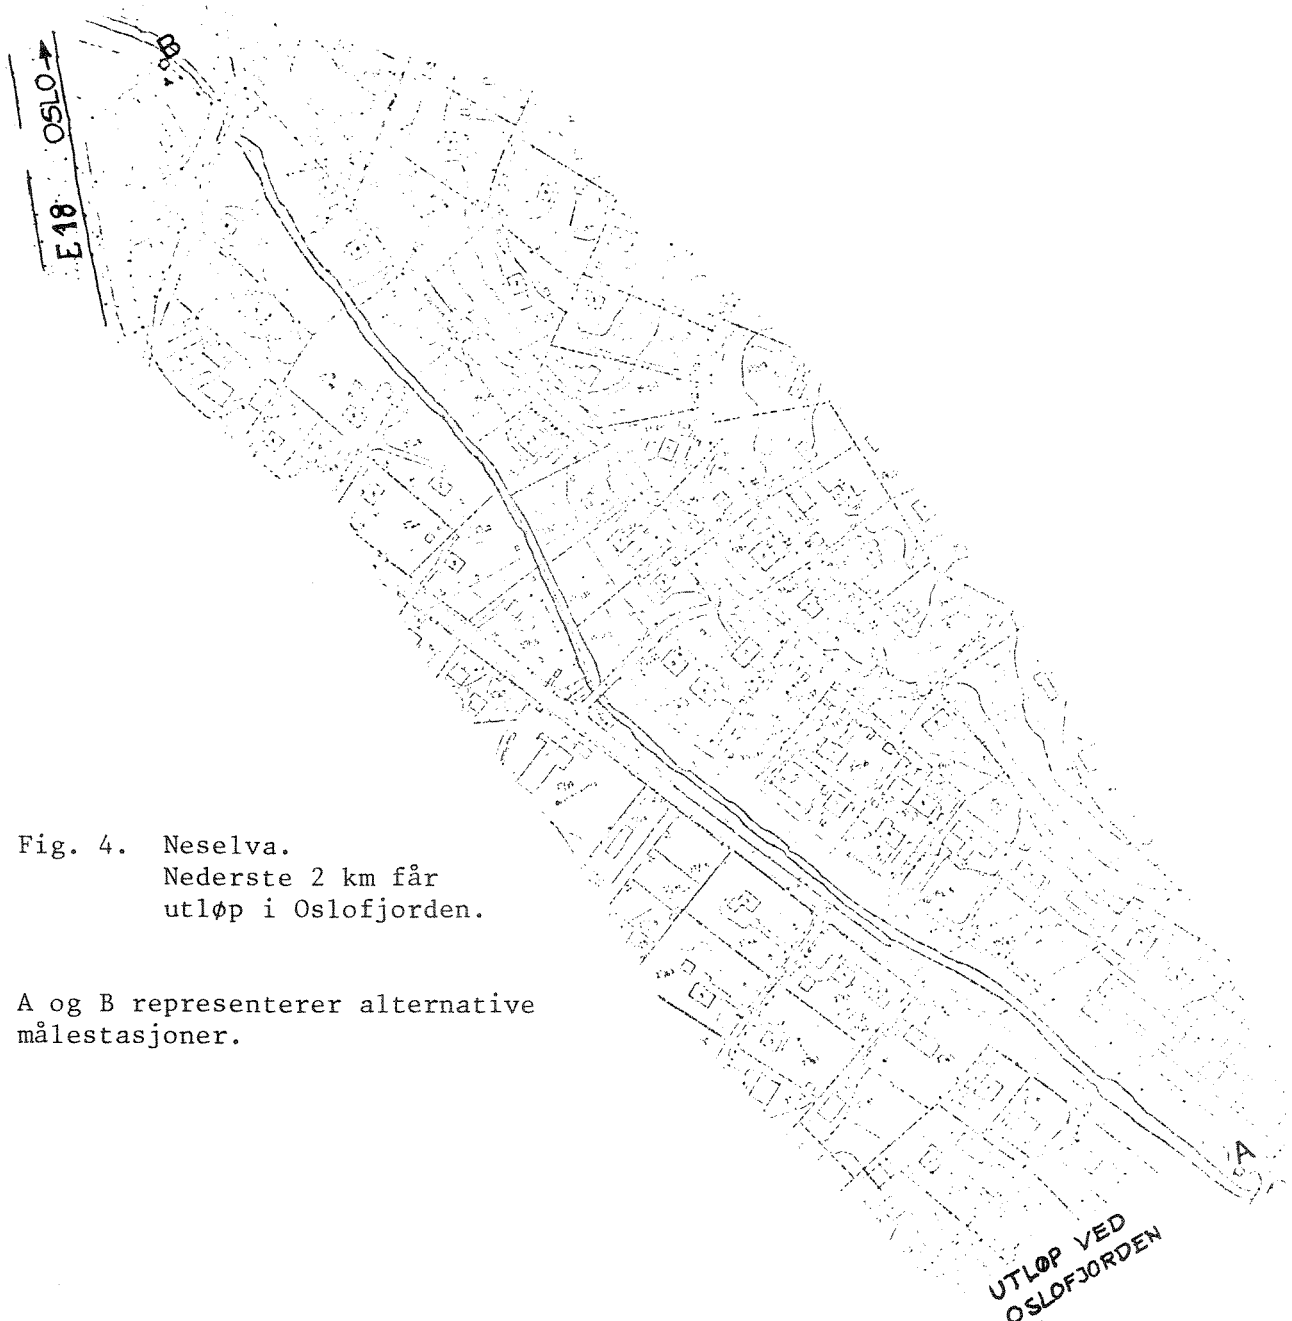 B
OSLO→
E18
Fig. 4. Neselva.
Nederste 2 km får
utløp i Oslofjorden.
A og B representerer alternative
målestasjoner.
A
UTLØP VED
OSLOFJORDEN